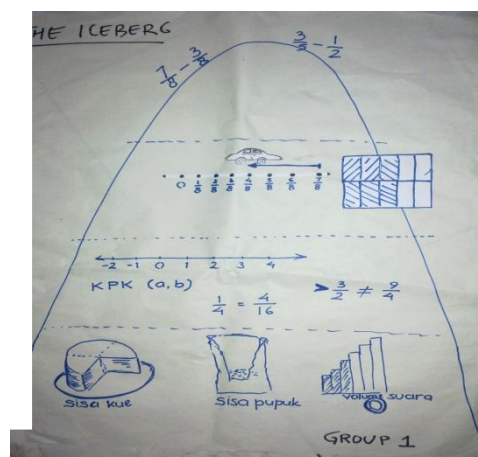 HE ICEBERG
7/8 - 3/8
3/5 - 1/2
0 1/8 2/8 3/8 4/8 5/8 6/8 7/8
-2 -1 0 1 2 3 4
KPK (a,b)
1/4 = 4/16
3/2 ≠ 9/4
sisa kue
sisa pupuk
volume suara
GROUP 1